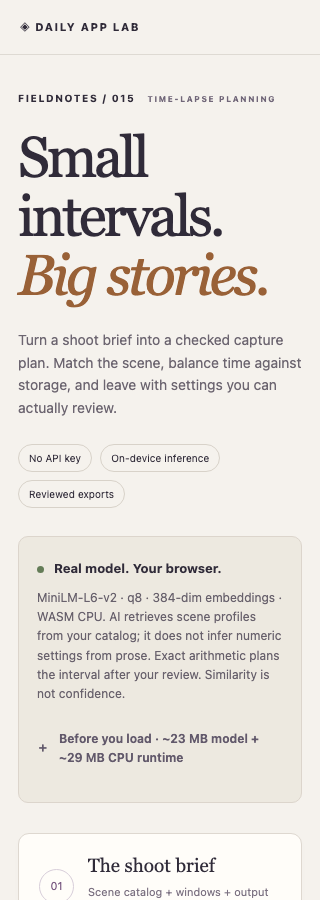 ◈ DAILY APP LAB
FIELDNOTES / 015 TIME-LAPSE PLANNING
Small
intervals.
Big stories.
Turn a shoot brief into a checked capture
plan. Match the scene, balance time against
storage, and leave with settings you can
actually review.
No API key On-device inference
Reviewed exports
Real model. Your browser.
MiniLM-L6-v2 · q8 · 384-dim embeddings ·
WASM CPU. AI retrieves scene profiles
from your catalog; it does not infer numeric
settings from prose. Exact arithmetic plans
the interval after your review. Similarity is
not confidence.
+ Before you load · ~23 MB model +
~29 MB CPU runtime
01 The shoot brief
Scene catalog + windows + output